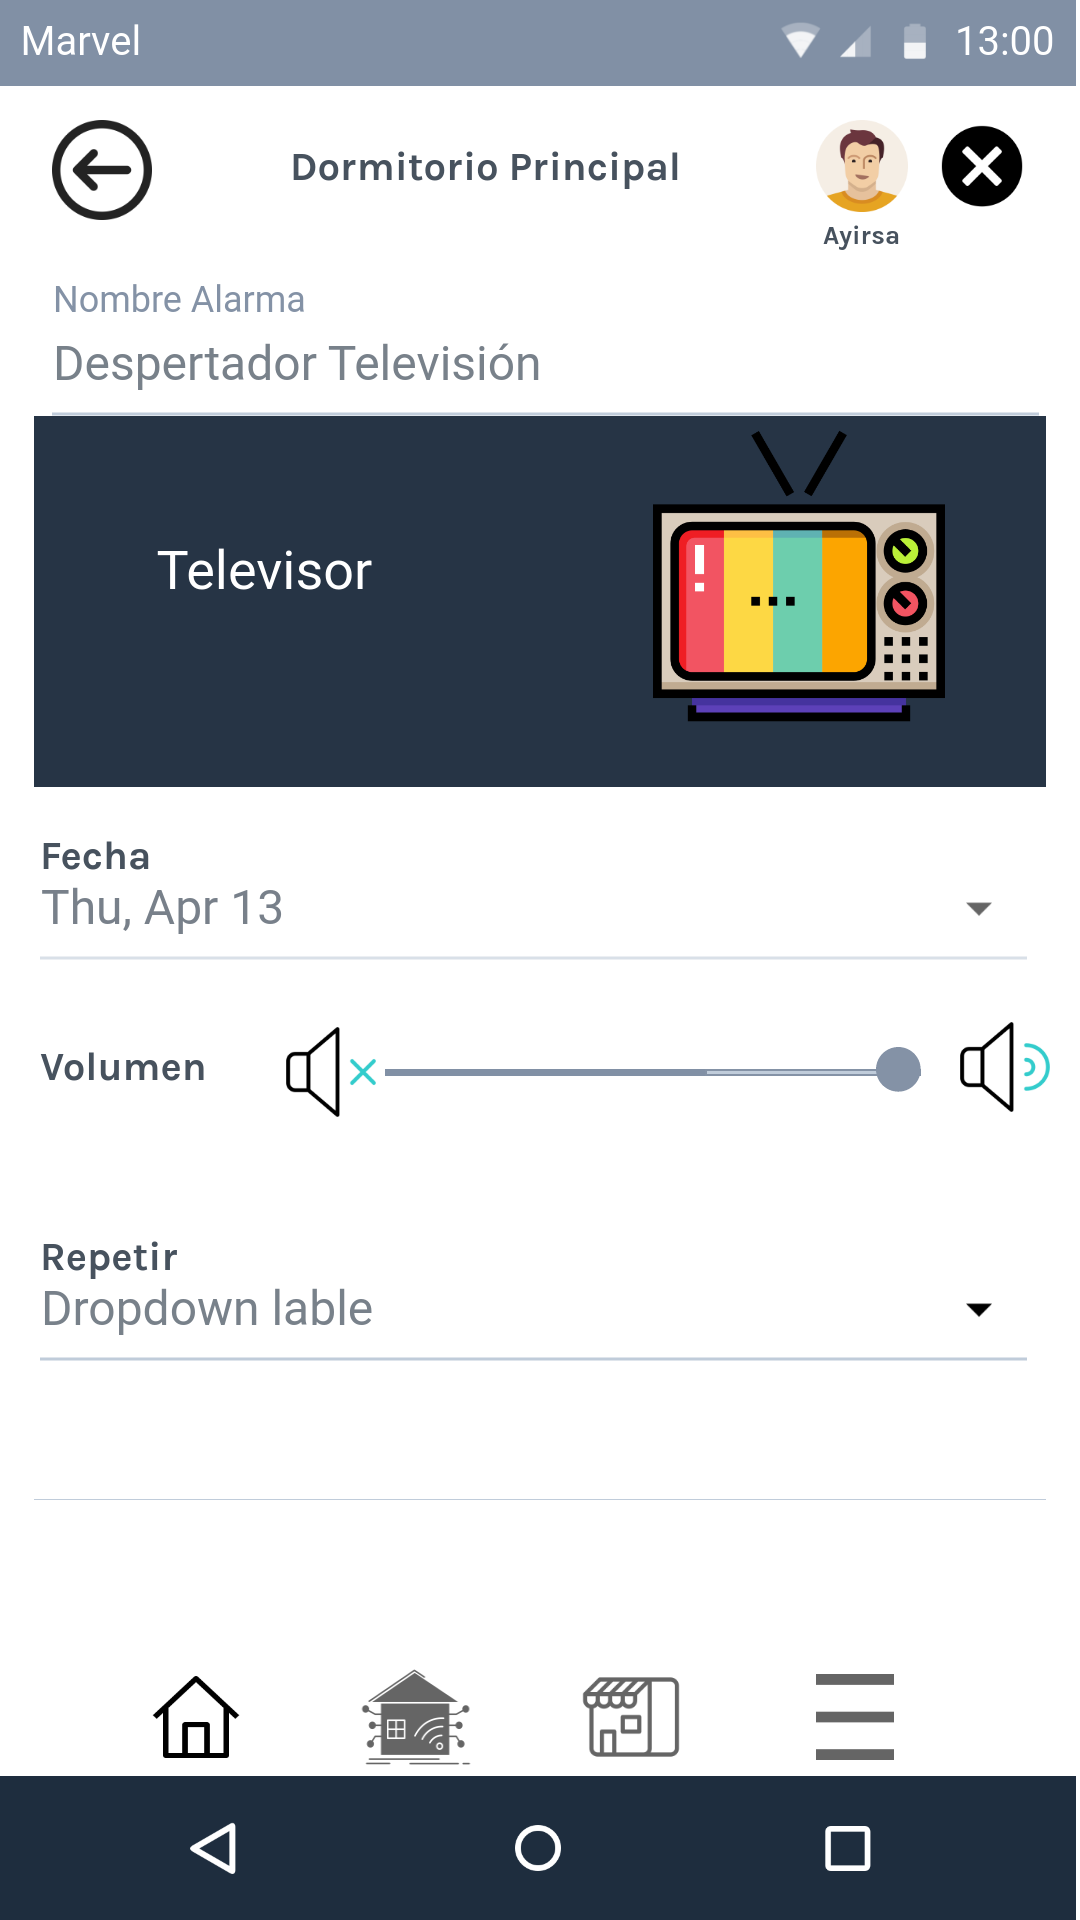 Marvel 13:00
Dormitorio Principal
Ayirsa
Nombre Alarma
Despertador Televisión
Televisor
Fecha
Thu, Apr 13
Volumen
Repetir
Dropdown lable